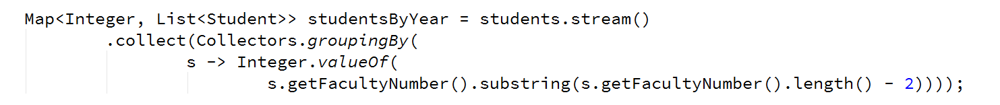 Map<Integer, List<Student>> studentsByYear = students.stream()
.collect(Collectors.groupingBy(
s -> Integer.valueOf(
s.getFacultyNumber().substring(s.getFacultyNumber().length() - 2))));